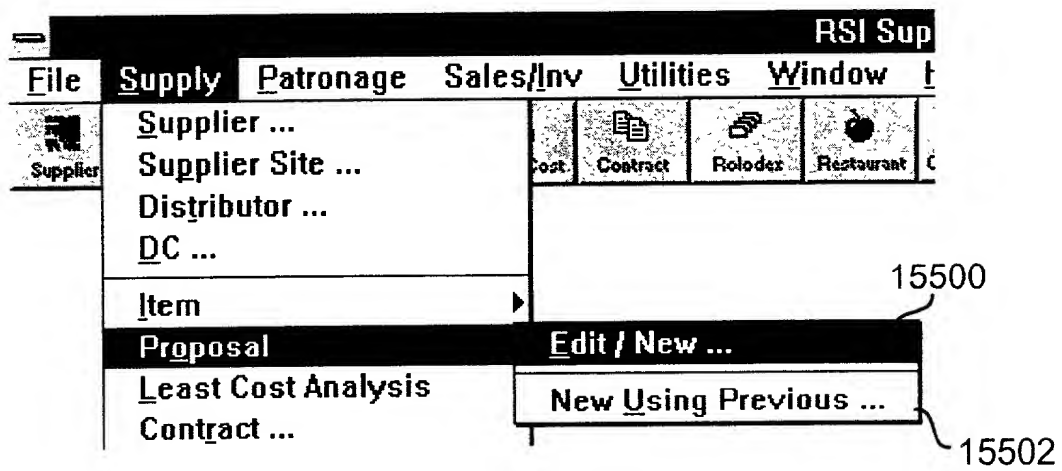 RSI Sup
File Supply Patronage Sales/Inv Utilities Window
Supplier Cost Contract Rolodex Restaurant
Supplier ...
Supplier Site ...
Distributor ...
DC ...
15500
Item
Proposal Edit / New ...
Least Cost Analysis New Using Previous ...
Contract ...
15502